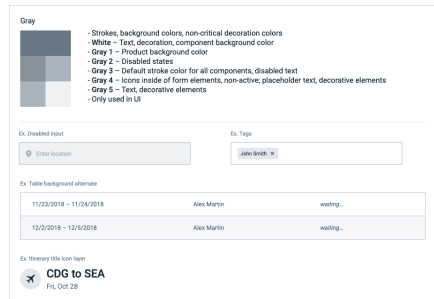 Gray
- Strokes, background colors, non-critical decoration colors
- White – Text, decoration, component background color
- Gray 1 – Product background color
- Gray 2 – Disabled states
- Gray 3 – Default stroke color for all components, disabled text
- Gray 4 – Icons inside of form elements, non-active; placeholder text, decorative elements
- Gray 5 – Text, decorative elements
- Only used in UI
Ex. Disabled input
Ex. Tags
Enter location
John Smith ×
Ex. Table background alternate
11/23/2018 – 11/24/2018 Alex Martin waiting...
12/2/2018 – 12/5/2018 Alex Martin waiting...
Ex. Itinerary title icon layer
CDG to SEA
Fri, Oct 28